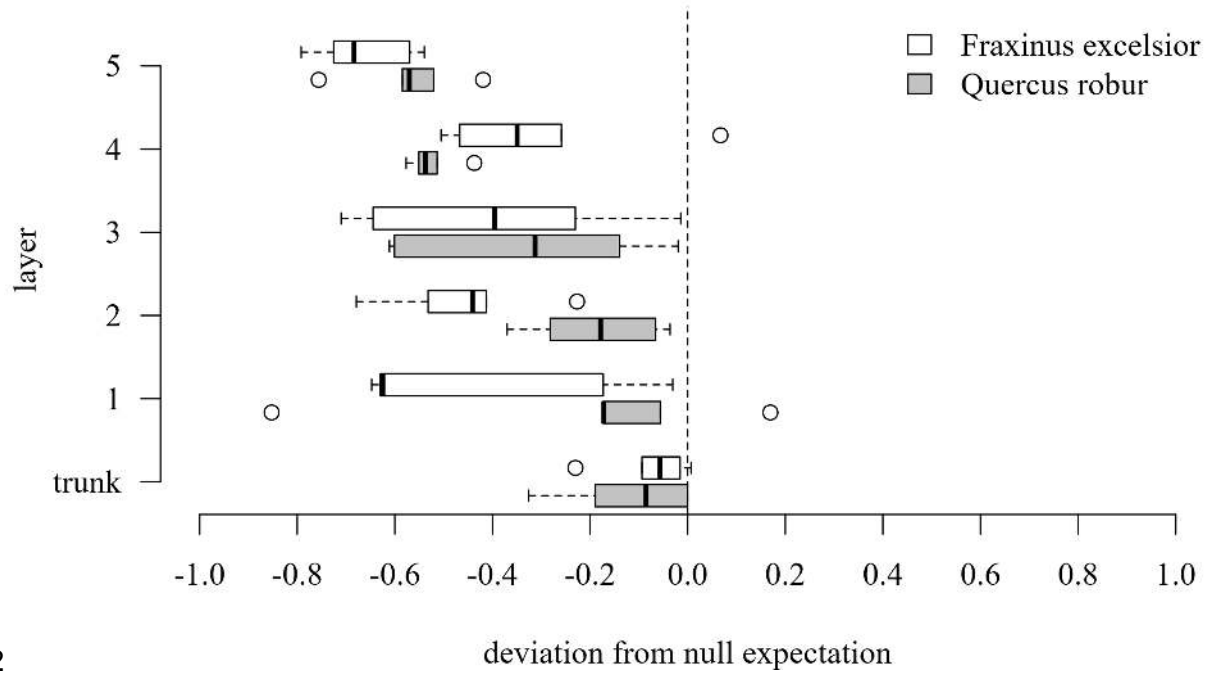 Fraxinus excelsior
Quercus robur
5
4
3
2
1
trunk
layer
-1.0 -0.8 -0.6 -0.4 -0.2 0.0 0.2 0.4 0.6 0.8 1.0
deviation from null expectation
2